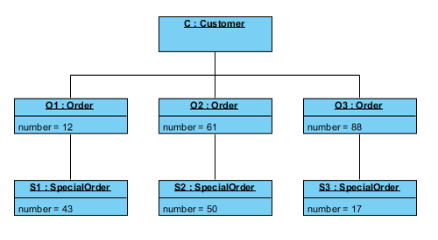 C : Customer
O1 : Order
O2 : Order
O3 : Order
number = 12
number = 61
number = 88
S1 : SpecialOrder
S2 : SpecialOrder
S3 : SpecialOrder
number = 43
number = 50
number = 17